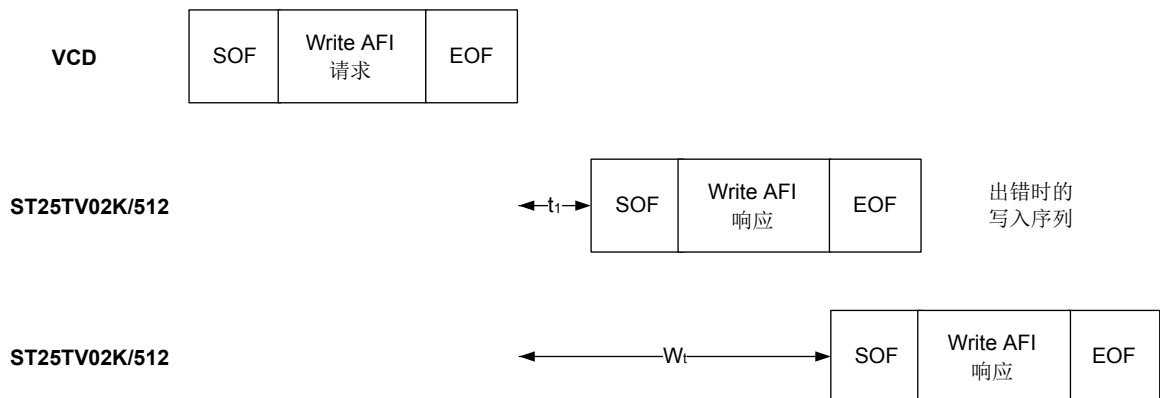 VCD
SOF
Write AFI
请求
EOF
ST25TV02K/512
t1
SOF
Write AFI
响应
EOF
出错时的
写入序列
ST25TV02K/512
Wt
SOF
Write AFI
响应
EOF